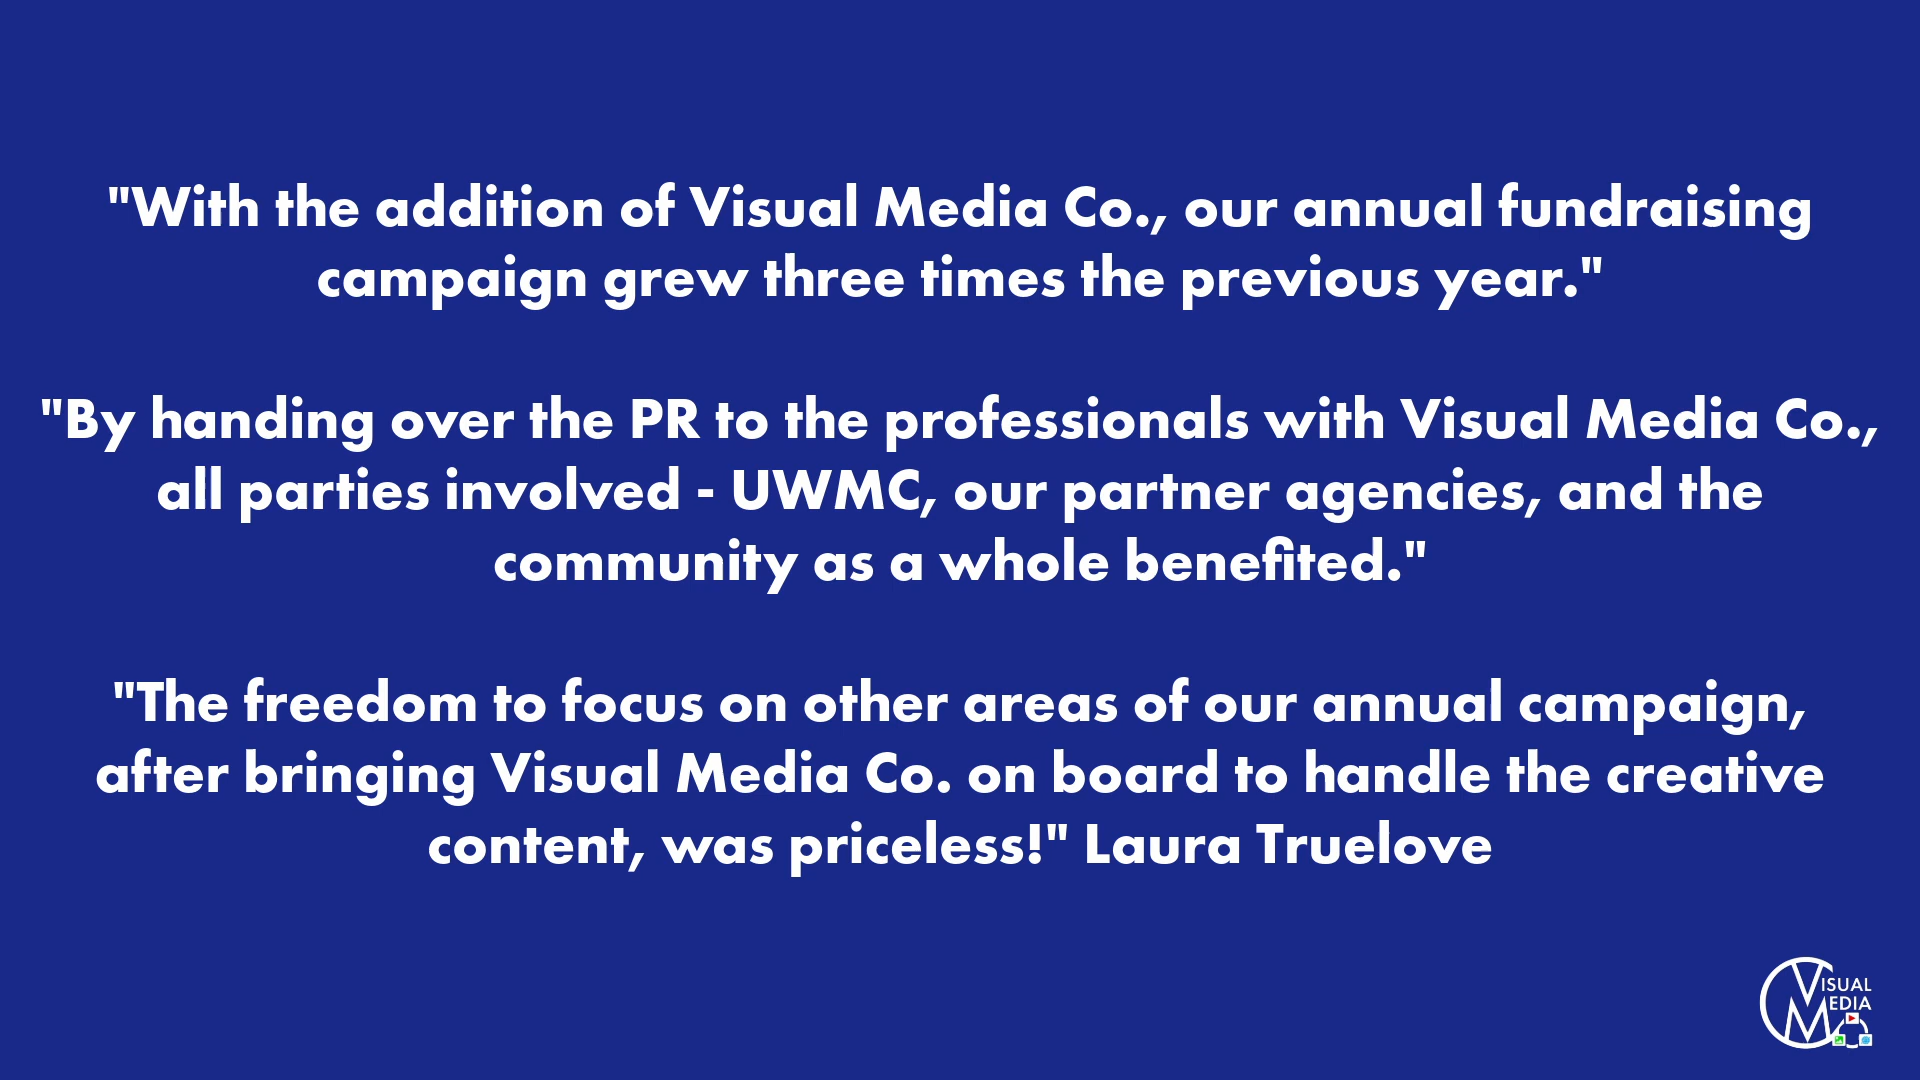 "With the addition of Visual Media Co., our annual fundraising
campaign grew three times the previous year."
"By handing over the PR to the professionals with Visual Media Co.,
all parties involved - UWMC, our partner agencies, and the
community as a whole benefited."
"The freedom to focus on other areas of our annual campaign,
after bringing Visual Media Co. on board to handle the creative
content, was priceless!" Laura Truelove
VISUAL
MEDIA